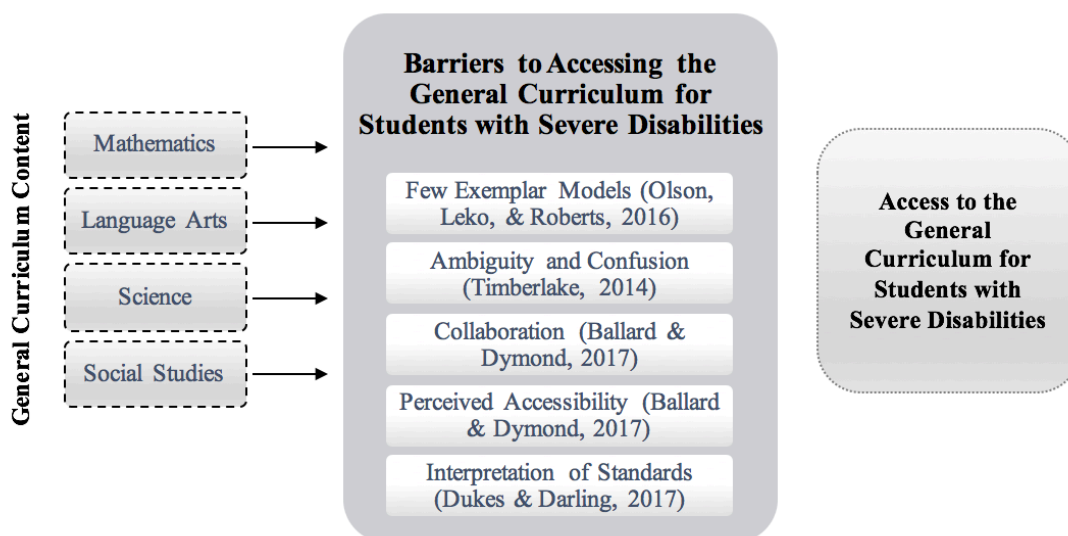 General Curriculum Content
Mathematics
Language Arts
Science
Social Studies
Barriers to Accessing the
General Curriculum for
Students with Severe Disabilities
Few Exemplar Models (Olson,
Leko, & Roberts, 2016)
Ambiguity and Confusion
(Timberlake, 2014)
Collaboration (Ballard &
Dymond, 2017)
Perceived Accessibility (Ballard
& Dymond, 2017)
Interpretation of Standards
(Dukes & Darling, 2017)
Access to the
General
Curriculum for
Students with
Severe Disabilities